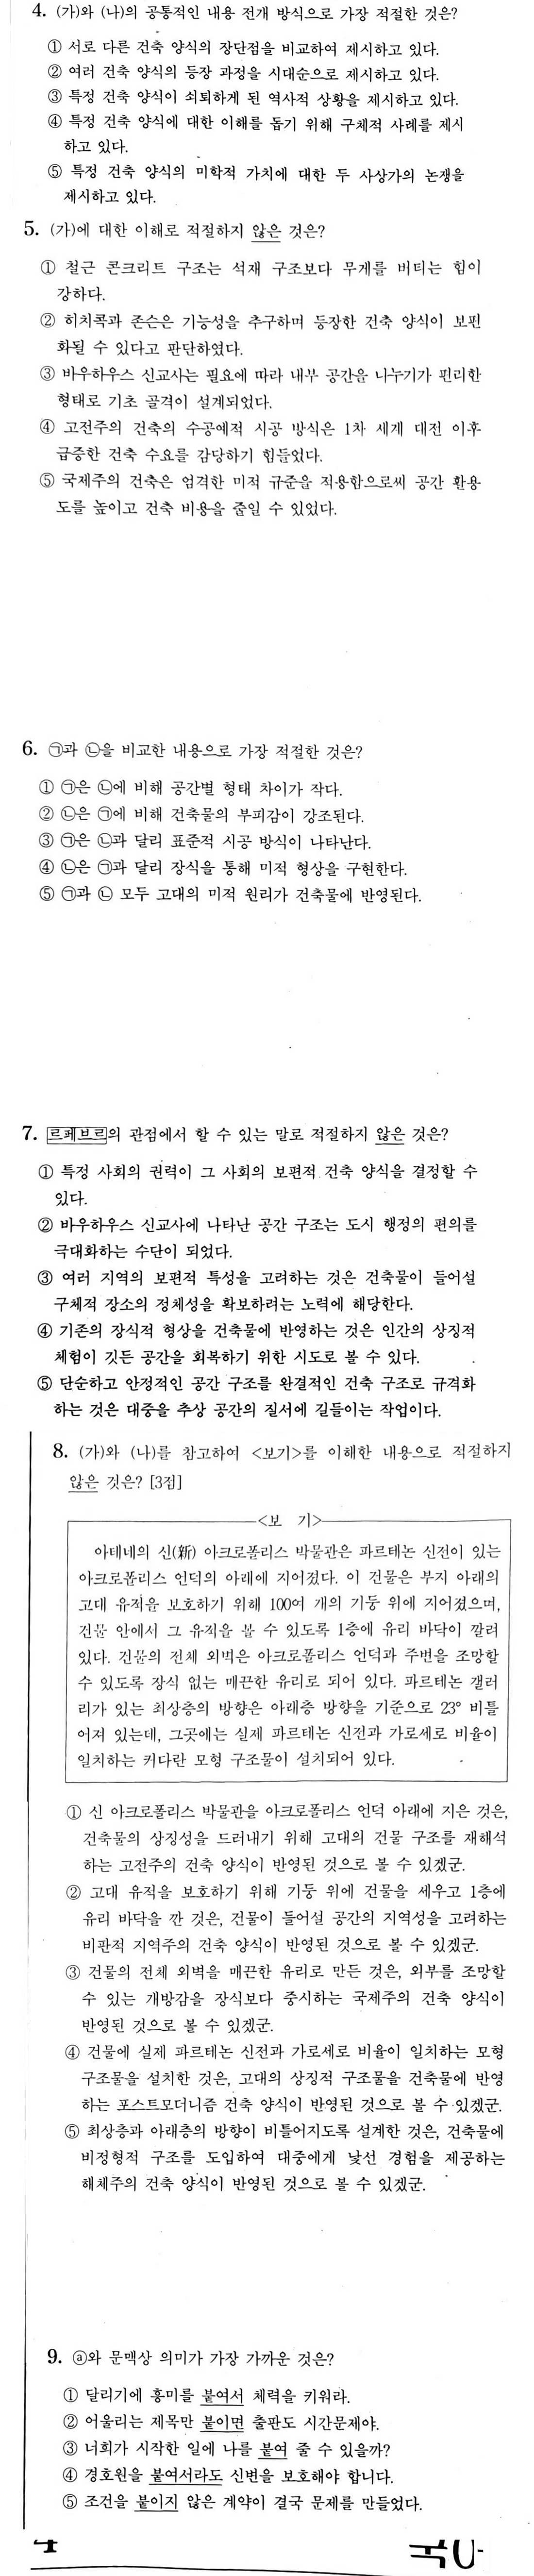 4. (가)와 (나)의 공통적인 내용 전개 방식으로 가장 적절한 것은?
① 서로 다른 건축 양식의 장단점을 비교하여 제시하고 있다.
② 여러 건축 양식의 등장 과정을 시대순으로 제시하고 있다.
③ 특정 건축 양식이 쇠퇴하게 된 역사적 상황을 제시하고 있다.
④ 특정 건축 양식에 대한 이해를 돕기 위해 구체적 사례를 제시
하고 있다.
⑤ 특정 건축 양식의 미학적 가치에 대한 두 사상가의 논쟁을
제시하고 있다.
5. (가)에 대한 이해로 적절하지 않은 것은?
① 철근 콘크리트 구조는 석재 구조보다 무게를 버티는 힘이
강하다.
② 히치콕과 존슨은 기능성을 추구하며 등장한 건축 양식이 보편
화될 수 있다고 판단하였다.
③ 바우하우스 신교사는 필요에 따라 내부 공간을 나누기가 편리한
형태로 기초 골격이 설계되었다.
④ 고전주의 건축의 수공예적 시공 방식은 1차 세계 대전 이후
급증한 건축 수요를 감당하기 힘들었다.
⑤ 국제주의 건축은 엄격한 미적 규준을 적용함으로써 공간 활용
도를 높이고 건축 비용을 줄일 수 있었다.
6. ㉠과 ㉡을 비교한 내용으로 가장 적절한 것은?
① ㉠은 ㉡에 비해 공간별 형태 차이가 작다.
② ㉡은 ㉠에 비해 건축물의 부피감이 강조된다.
③ ㉠은 ㉡과 달리 표준적 시공 방식이 나타난다.
④ ㉡은 ㉠과 달리 장식을 통해 미적 형상을 구현한다.
⑤ ㉠과 ㉡ 모두 고대의 미적 원리가 건축물에 반영된다.
7. 르페브르의 관점에서 할 수 있는 말로 적절하지 않은 것은?
① 특정 사회의 권력이 그 사회의 보편적 건축 양식을 결정할 수
있다.
② 바우하우스 신교사에 나타난 공간 구조는 도시 행정의 편의를
극대화하는 수단이 되었다.
③ 여러 지역의 보편적 특성을 고려하는 것은 건축물이 들어설
구체적 장소의 정체성을 확보하려는 노력에 해당한다.
④ 기존의 장식적 형상을 건축물에 반영하는 것은 인간의 상징적
체험이 깃든 공간을 회복하기 위한 시도로 볼 수 있다.
⑤ 단순하고 안정적인 공간 구조를 완결적인 건축 구조로 규격화
하는 것은 대중을 추상 공간의 질서에 길들이는 작업이다.
8. (가)와 (나)를 참고하여 <보기>를 이해한 내용으로 적절하지
않은 것은? [3점]
<보 기>
아테네의 신(新) 아크로폴리스 박물관은 파르테논 신전이 있는
아크로폴리스 언덕의 아래에 지어졌다. 이 건물은 부지 아래의
고대 유적을 보호하기 위해 100여 개의 기둥 위에 지어졌으며,
건물 안에서 그 유적을 볼 수 있도록 1층에 유리 바닥이 깔려
있다. 건물의 전체 외벽은 아크로폴리스 언덕과 주변을 조망할
수 있도록 장식 없는 매끈한 유리로 되어 있다. 파르테논 갤러
리가 있는 최상층의 방향은 아래층 방향을 기준으로 23° 비틀
어져 있는데, 그곳에는 실제 파르테논 신전과 가로세로 비율이
일치하는 커다란 모형 구조물이 설치되어 있다.
① 신 아크로폴리스 박물관을 아크로폴리스 언덕 아래에 지은 것은,
건축물의 상징성을 드러내기 위해 고대의 건물 구조를 재해석
하는 고전주의 건축 양식이 반영된 것으로 볼 수 있겠군.
② 고대 유적을 보호하기 위해 기둥 위에 건물을 세우고 1층에
유리 바닥을 깐 것은, 건물이 들어설 공간의 지역성을 고려하는
비판적 지역주의 건축 양식이 반영된 것으로 볼 수 있겠군.
③ 건물의 전체 외벽을 매끈한 유리로 만든 것은, 외부를 조망할
수 있는 개방감을 장식보다 중시하는 국제주의 건축 양식이
반영된 것으로 볼 수 있겠군.
④ 건물에 실제 파르테논 신전과 가로세로 비율이 일치하는 모형
구조물을 설치한 것은, 고대의 상징적 구조물을 건축물에 반영
하는 포스트모더니즘 건축 양식이 반영된 것으로 볼 수 있겠군.
⑤ 최상층과 아래층의 방향이 비틀어지도록 설계한 것은, 건축물에
비정형적 구조를 도입하여 대중에게 낯선 경험을 제공하는
해체주의 건축 양식이 반영된 것으로 볼 수 있겠군.
9. ⓐ와 문맥상 의미가 가장 가까운 것은?
① 달리기에 흥미를 붙여서 체력을 키워라.
② 어울리는 제목만 붙이면 출판도 시간문제야.
③ 너희가 시작한 일에 나를 붙여 줄 수 있을까?
④ 경호원을 붙여서라도 신변을 보호해야 합니다.
⑤ 조건을 붙이지 않은 계약이 결국 문제를 만들었다.